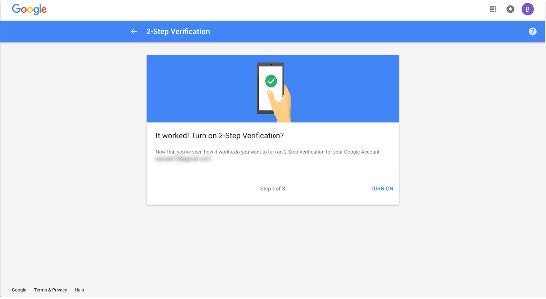 Google
B
2-Step Verification
It worked! Turn on 2-Step Verification?
Now that you've seen how it works, do you want to turn on 2-Step Verification for your Google Account
Step 3 of 3
TURN ON
Google Terms & Privacy Help